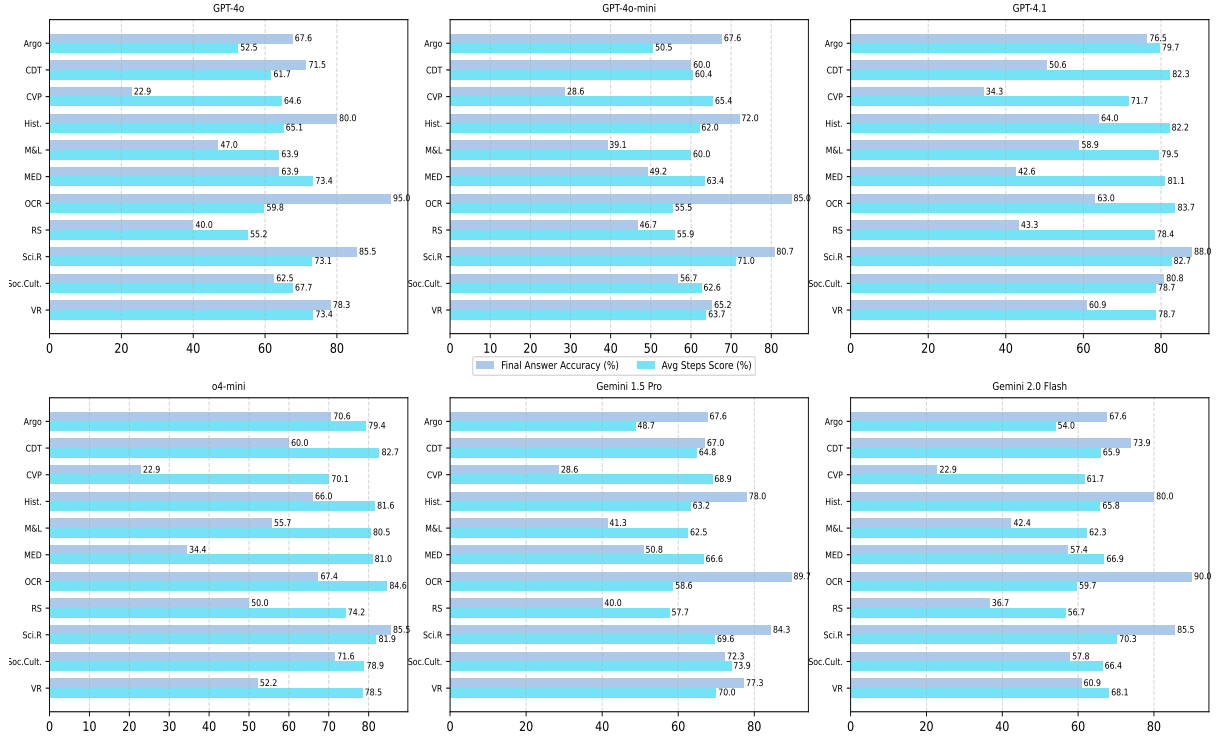 GPT-4o
Argo 67.6 52.5
CDT 71.5 61.7
CVP 22.9 64.6
Hist. 80.0 65.1
M&L 47.0 63.9
MED 63.9 73.4
OCR 95.0 59.8
RS 40.0 55.2
Sci.R 85.5 73.1
Soc.Cult. 62.5 67.7
VR 78.3 73.4
0 20 40 60 80
GPT-4o-mini
Argo 67.6 50.5
CDT 60.0 60.4
CVP 28.6 65.4
Hist. 72.0 62.0
M&L 39.1 60.0
MED 49.2 63.4
OCR 85.0 55.5
RS 46.7 55.9
Sci.R 80.7 71.0
Soc.Cult. 56.7 62.6
VR 65.2 63.7
0 10 20 30 40 50 60 70 80
GPT-4.1
Argo 76.5 79.7
CDT 50.6 82.3
CVP 34.3 71.7
Hist. 64.0 82.2
M&L 58.9 79.5
MED 42.6 81.1
OCR 63.0 83.7
RS 43.3 78.4
Sci.R 88.0 82.7
Soc.Cult. 80.8 78.7
VR 60.9 78.7
0 20 40 60 80
Final Answer Accuracy (%) Avg Steps Score (%)
o4-mini
Argo 70.6 79.4
CDT 60.0 82.7
CVP 22.9 70.1
Hist. 66.0 81.6
M&L 55.7 80.5
MED 34.4 81.0
OCR 67.4 84.6
RS 50.0 74.2
Sci.R 85.5 81.9
Soc.Cult. 71.6 78.9
VR 52.2 78.5
0 10 20 30 40 50 60 70 80
Gemini 1.5 Pro
Argo 67.6 48.7
CDT 67.0 64.8
CVP 28.6 68.9
Hist. 78.0 63.2
M&L 41.3 62.5
MED 50.8 66.6
OCR 89.7 58.6
RS 40.0 57.7
Sci.R 84.3 69.6
Soc.Cult. 72.3 73.9
VR 77.3 70.0
0 20 40 60 80
Gemini 2.0 Flash
Argo 67.6 54.0
CDT 73.9 65.9
CVP 22.9 61.7
Hist. 80.0 65.8
M&L 42.4 62.3
MED 57.4 66.9
OCR 90.0 59.7
RS 36.7 56.7
Sci.R 85.5 70.3
Soc.Cult. 57.8 66.4
VR 60.9 68.1
0 20 40 60 80